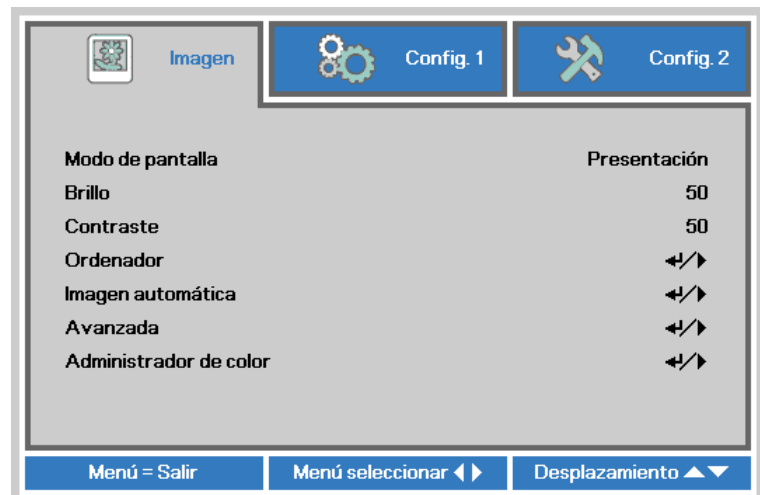 Imagen
Config. 1
Config. 2
Modo de pantalla Presentación
Brillo 50
Contraste 50
Ordenador ↵/▶
Imagen automática ↵/▶
Avanzada ↵/▶
Administrador de color ↵/▶
Menú = Salir
Menú seleccionar ◀▶
Desplazamiento ▲▼